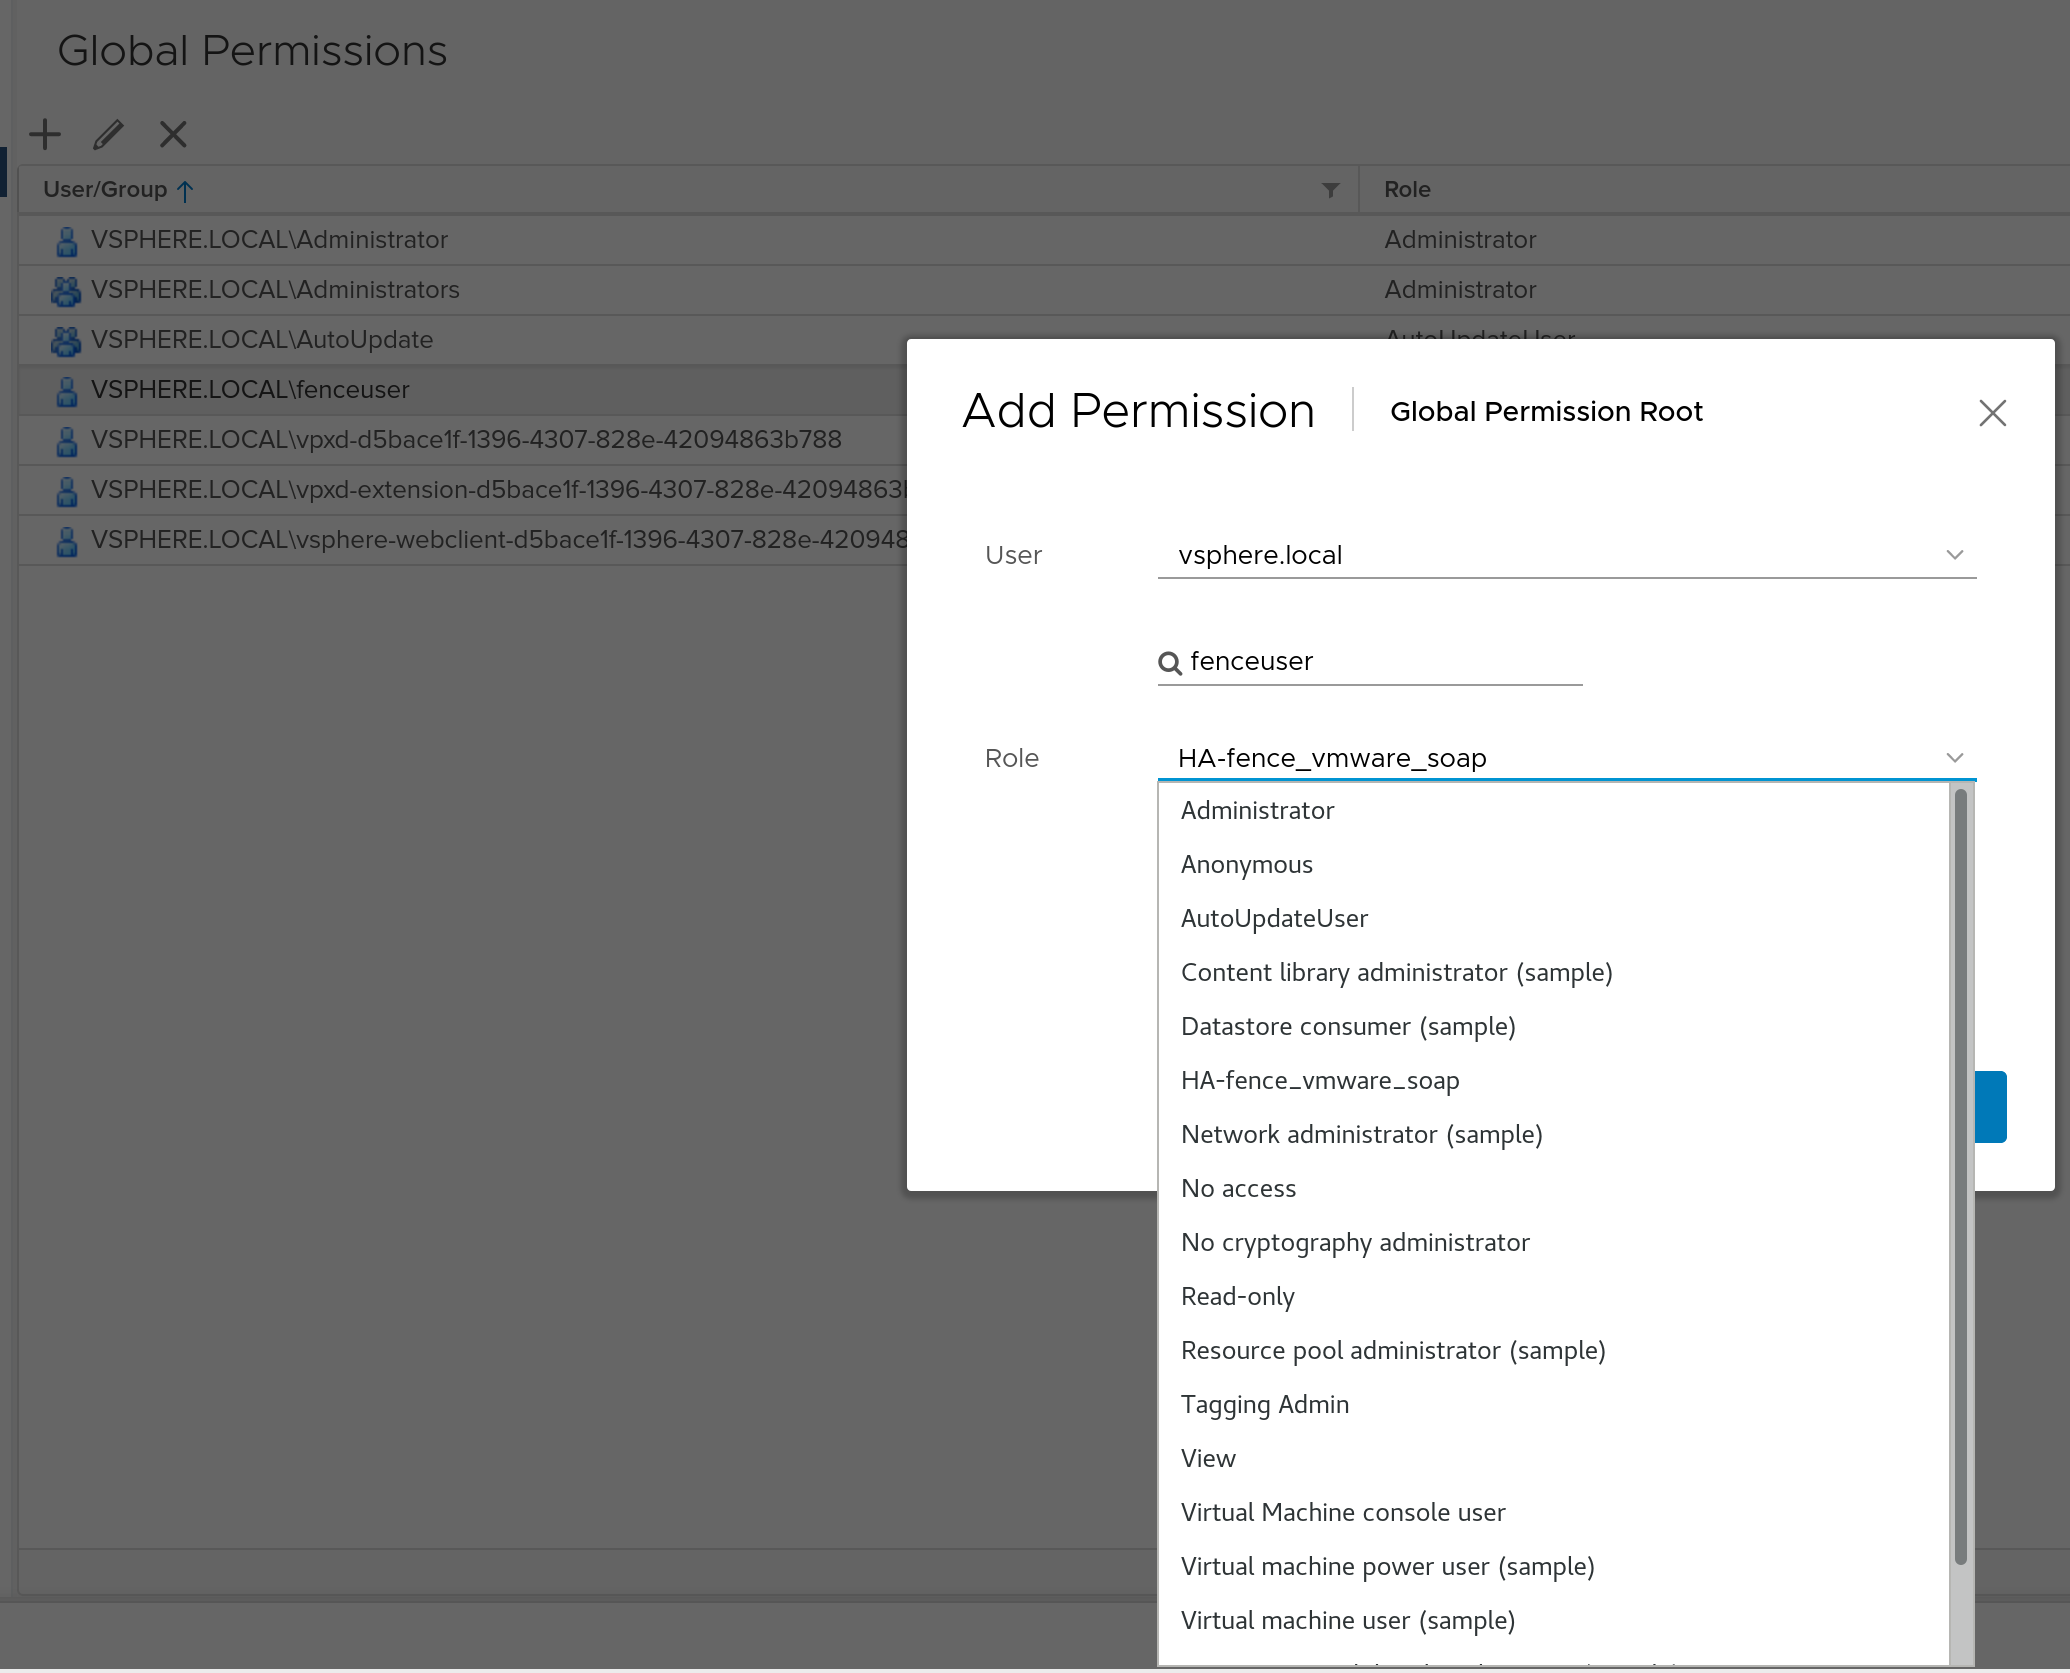 Global Permissions
User/Group Role
VSPHERE.LOCAL\Administrator Administrator
VSPHERE.LOCAL\Administrators Administrator
VSPHERE.LOCAL\AutoUpdate AutoUpdateUser
VSPHERE.LOCAL\fenceuser
VSPHERE.LOCAL\vpxd-d5bace1f-1396-4307-828e-42094863b788
VSPHERE.LOCAL\vpxd-extension-d5bace1f-1396-4307-828e-42094863
VSPHERE.LOCAL\vsphere-webclient-d5bace1f-1396-4307-828e-420948
Add Permission Global Permission Root
User vsphere.local
fenceuser
Role HA-fence_vmware_soap
Administrator
Anonymous
AutoUpdateUser
Content library administrator (sample)
Datastore consumer (sample)
HA-fence_vmware_soap
Network administrator (sample)
No access
No cryptography administrator
Read-only
Resource pool administrator (sample)
Tagging Admin
View
Virtual Machine console user
Virtual machine power user (sample)
Virtual machine user (sample)